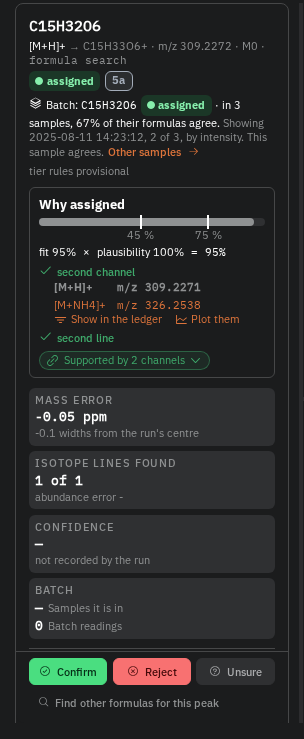 C15H32O6
[M+H]+ → C15H33O6+ · m/z 309.2272 · M0 ·
formula search
assigned 5a
Batch: C15H32O6 assigned · in 3
samples, 67% of their formulas agree. Showing
2025-08-11 14:23:12, 2 of 3, by intensity. This
sample agrees. Other samples →
tier rules provisional
Why assigned
45 % 75 %
fit 95% × plausibility 100% = 95%
second channel
[M+H]+ m/z 309.2271
[M+NH4]+ m/z 326.2538
Show in the ledger Plot them
second line
Supported by 2 channels
MASS ERROR
-0.05 ppm
-0.1 widths from the run's centre
ISOTOPE LINES FOUND
1 of 1
abundance error -
CONFIDENCE
—
not recorded by the run
BATCH
— Samples it is in
0 Batch readings
Confirm Reject Unsure
Find other formulas for this peak